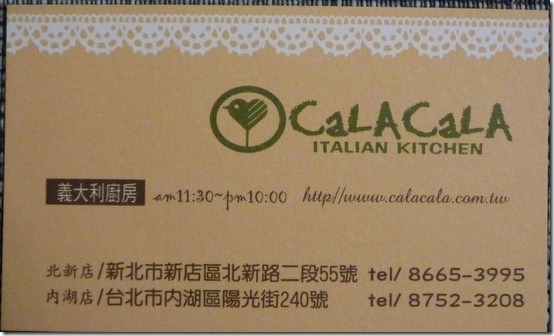 CaLACaLA
ITALIAN KITCHEN
義大利廚房 am11:30~pm10:00 http//www.calacala.com.tw
北新店/新北市新店區北新路二段55號 tel/ 8665-3995
內湖店/台北市內湖區陽光街240號 tel/ 8752-3208